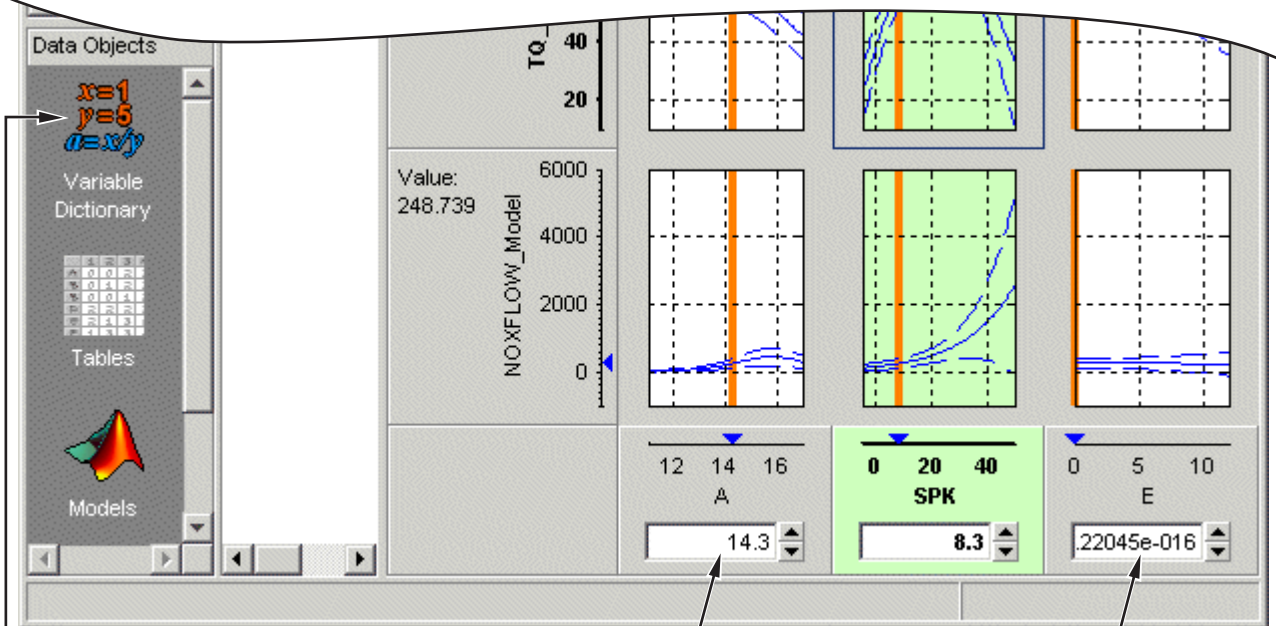 Data Objects
x=1
y=5
a=x/y
Variable
Dictionary
Tables
Models
TQ_
40
20
Value:
248.739
NOXFLOW_Model
6000
4000
2000
0
12 14 16
A
14.3
0 20 40
SPK
8.3
0 5 10
E
.22045e-016